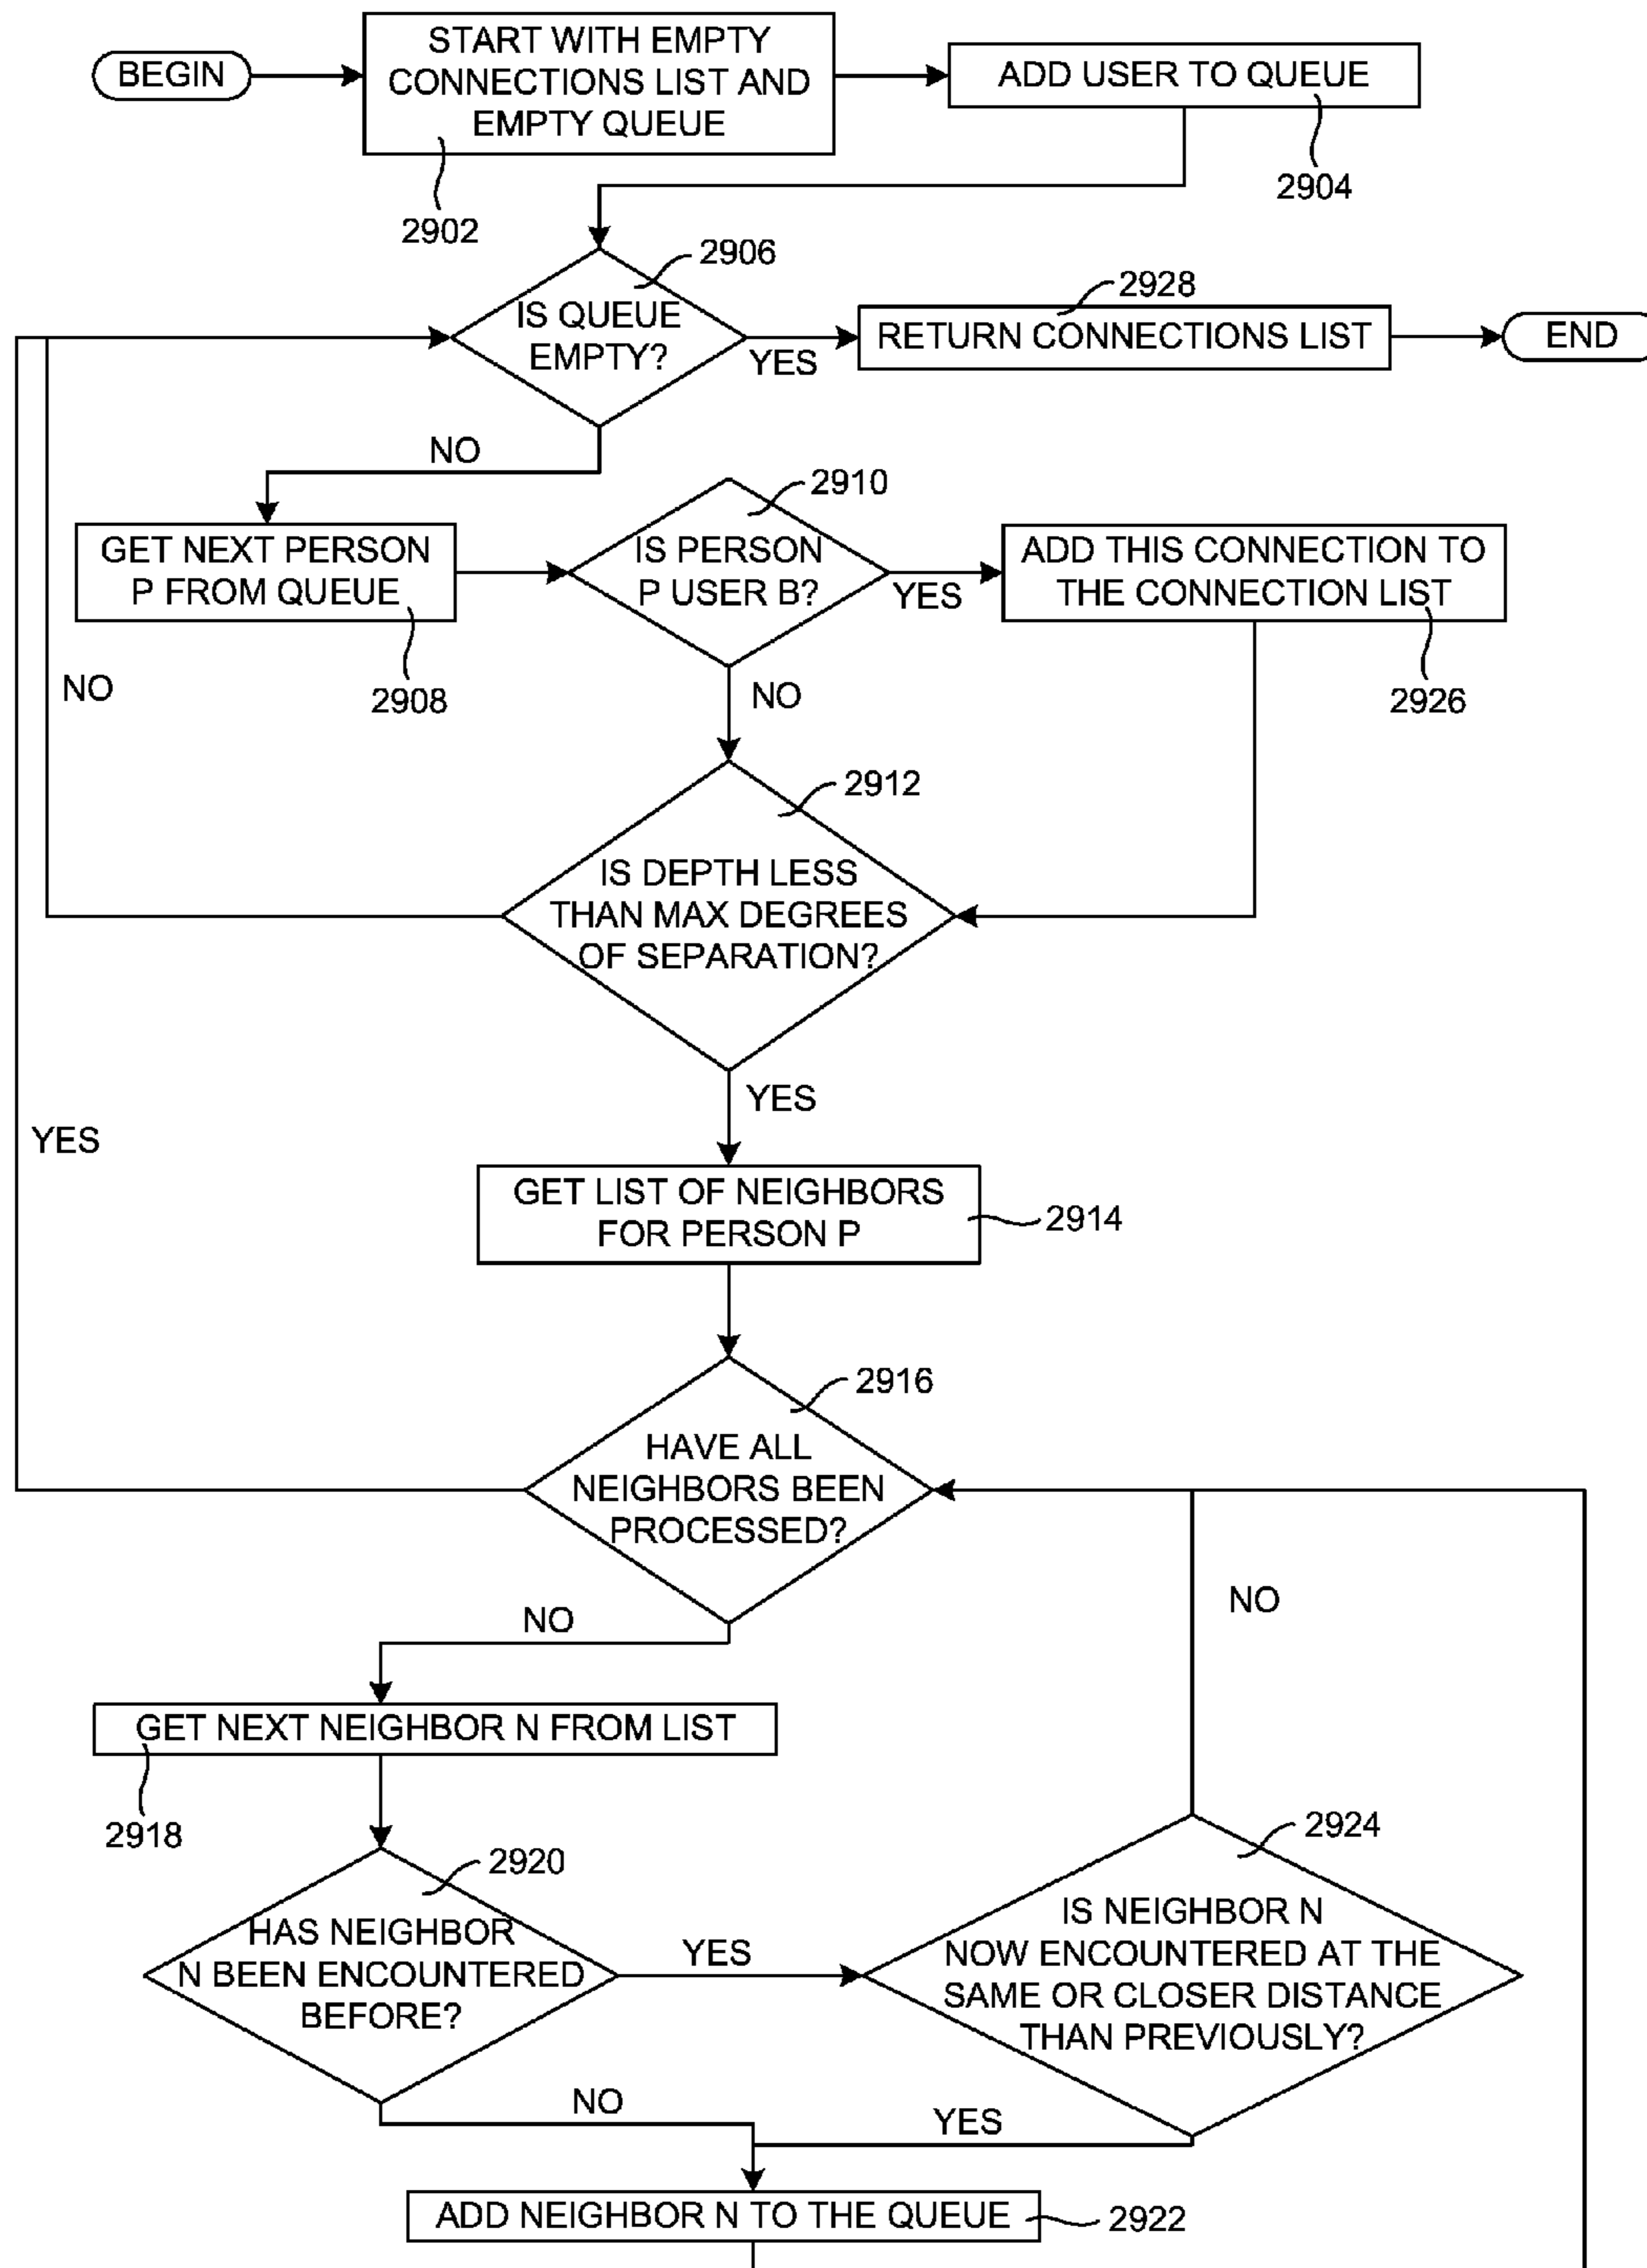 BEGIN
START WITH EMPTY
CONNECTIONS LIST AND
EMPTY QUEUE
2902
ADD USER TO QUEUE
2904
2906
IS QUEUE
EMPTY?
YES
2928
RETURN CONNECTIONS LIST
END
NO
GET NEXT PERSON
P FROM QUEUE
2908
2910
IS PERSON
P USER B?
YES
ADD THIS CONNECTION TO
THE CONNECTION LIST
2926
NO
NO
2912
IS DEPTH LESS
THAN MAX DEGREES
OF SEPARATION?
YES
YES
GET LIST OF NEIGHBORS
FOR PERSON P
2914
2916
HAVE ALL
NEIGHBORS BEEN
PROCESSED?
NO
NO
GET NEXT NEIGHBOR N FROM LIST
2918
2920
HAS NEIGHBOR
N BEEN ENCOUNTERED
BEFORE?
YES
2924
IS NEIGHBOR N
NOW ENCOUNTERED AT THE
SAME OR CLOSER DISTANCE
THAN PREVIOUSLY?
NO
YES
ADD NEIGHBOR N TO THE QUEUE
2922